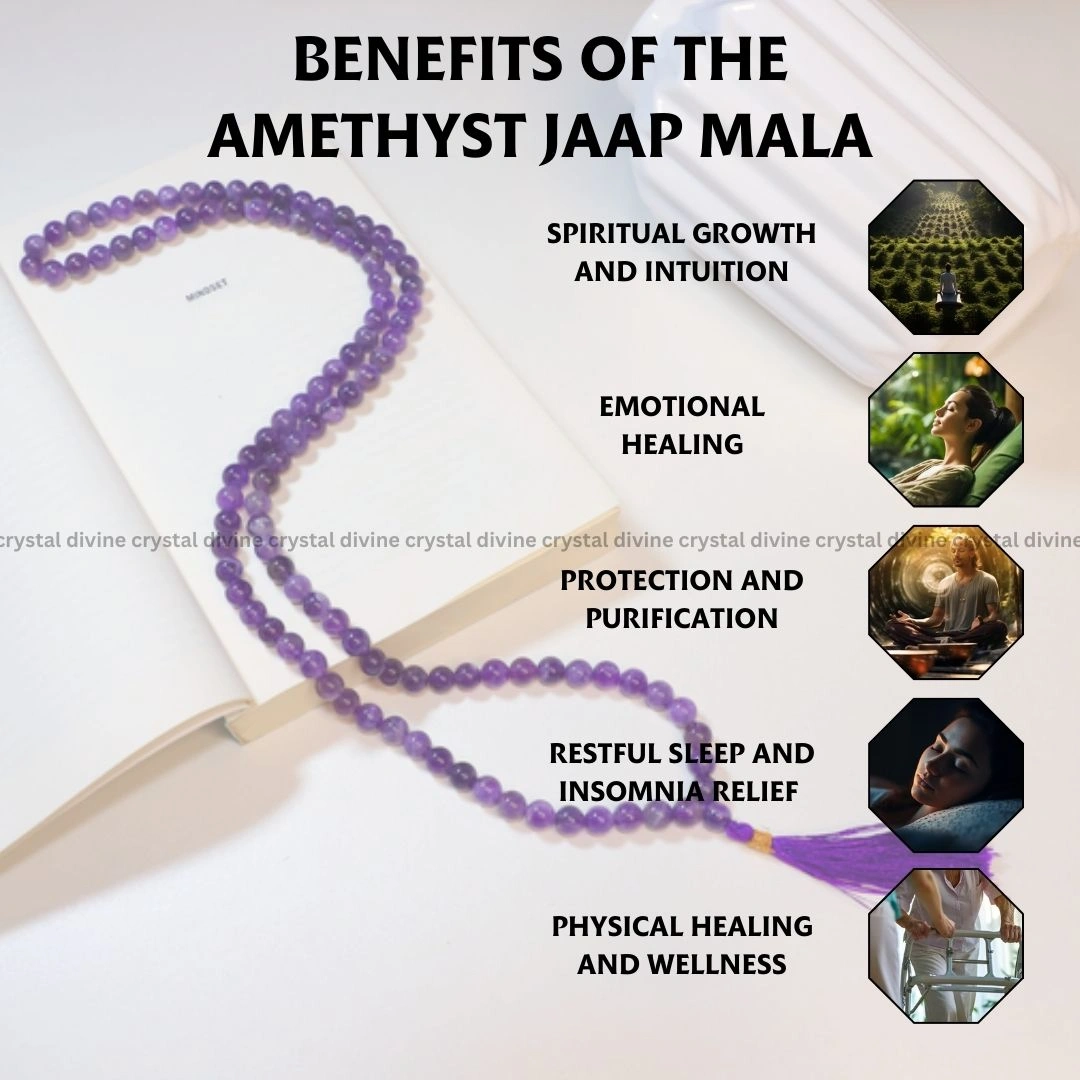 BENEFITS OF THE
AMETHYST JAAP MALA
SPIRITUAL GROWTH
AND INTUITION
MINDSET
EMOTIONAL
HEALING
crystal divine crystal divine crystal divine crystal divine crystal divine crystal divine crystal divine crystal divine
PROTECTION AND
PURIFICATION
RESTFUL SLEEP AND
INSOMNIA RELIEF
PHYSICAL HEALING
AND WELLNESS